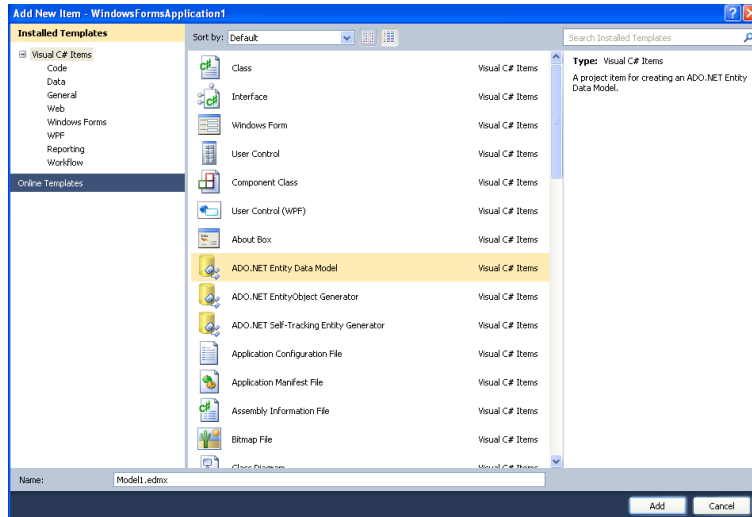 Add New Item - WindowsFormsApplication1
Installed Templates
Visual C# Items
Code
Data
General
Web
Windows Forms
WPF
Reporting
Workflow
Online Templates
Sort by: Default
Search Installed Templates
Class Visual C# Items
Interface Visual C# Items
Windows Form Visual C# Items
User Control Visual C# Items
Component Class Visual C# Items
User Control (WPF) Visual C# Items
About Box Visual C# Items
ADO.NET Entity Data Model Visual C# Items
ADO.NET EntityObject Generator Visual C# Items
ADO.NET Self-Tracking Entity Generator Visual C# Items
Application Configuration File Visual C# Items
Application Manifest File Visual C# Items
Assembly Information File Visual C# Items
Bitmap File Visual C# Items
Class Diagram Visual C# Items
Type: Visual C# Items
A project item for creating an ADO.NET Entity
Data Model.
Name: Model1.edmx
Add Cancel